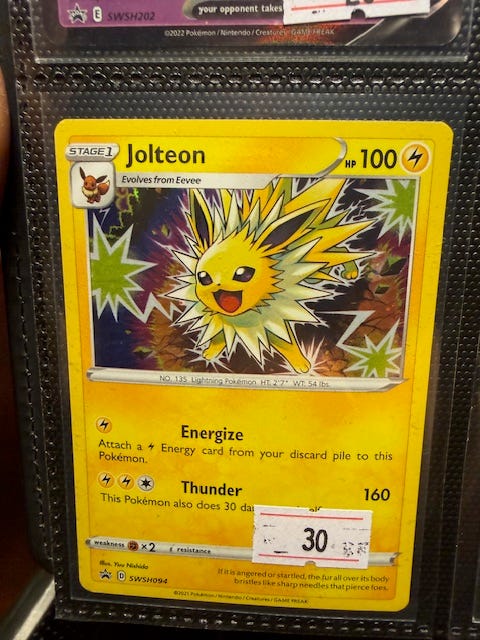 E SWSH202
your opponent takes
©2022 Pokémon / Nintendo / Creatures / GAME FREAK
STAGE 1
Jolteon
HP 100
Evolves from Eevee
NO. 135 Lightning Pokémon HT: 2'7" WT: 54 lbs.
Energize
Attach a Energy card from your discard pile to this
Pokémon.
Thunder 160
This Pokémon also does 30
30
weakness ×2 resistance
Illus. Yuu Nishida
D SWSH094
If it is angered or startled, the fur all over its body
bristles like sharp needles that pierce foes.
©2021 Pokémon / Nintendo / Creatures / GAME FREAK